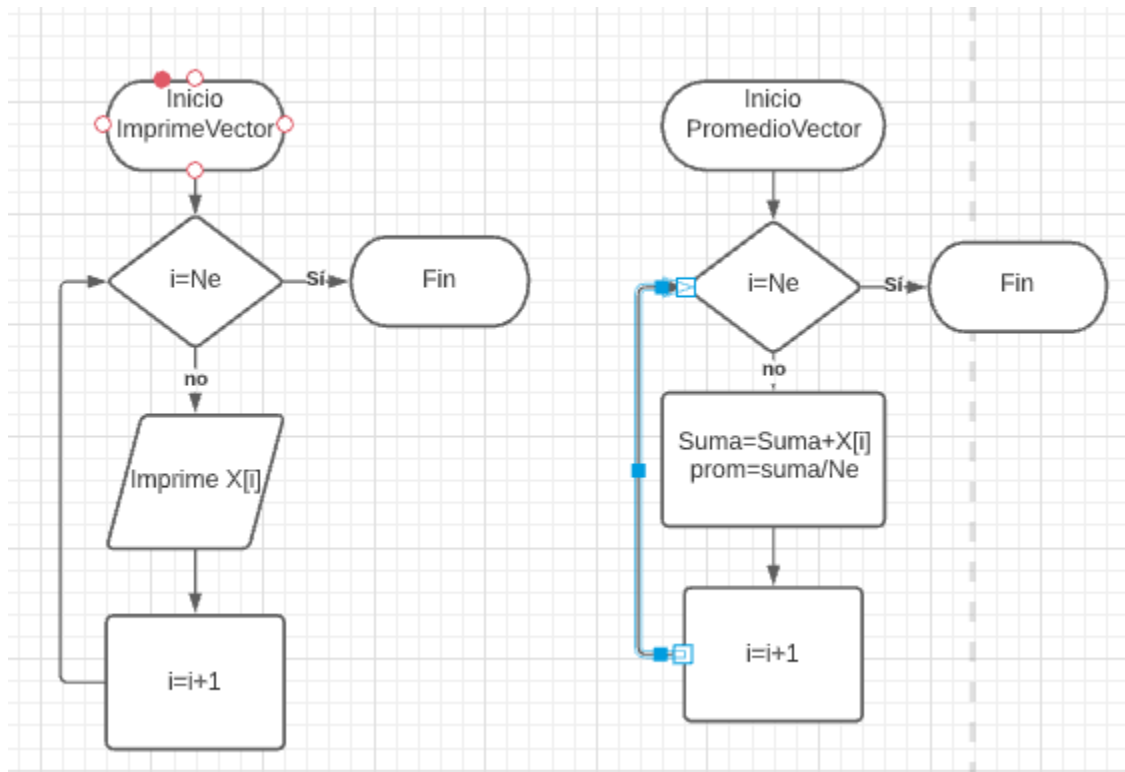 Inicio
ImprimeVector
i=Ne
Sí
Fin
no
Imprime X[i]
i=i+1
Inicio
PromedioVector
i=Ne
Sí
Fin
no
Suma=Suma+X[i]
prom=suma/Ne
i=i+1